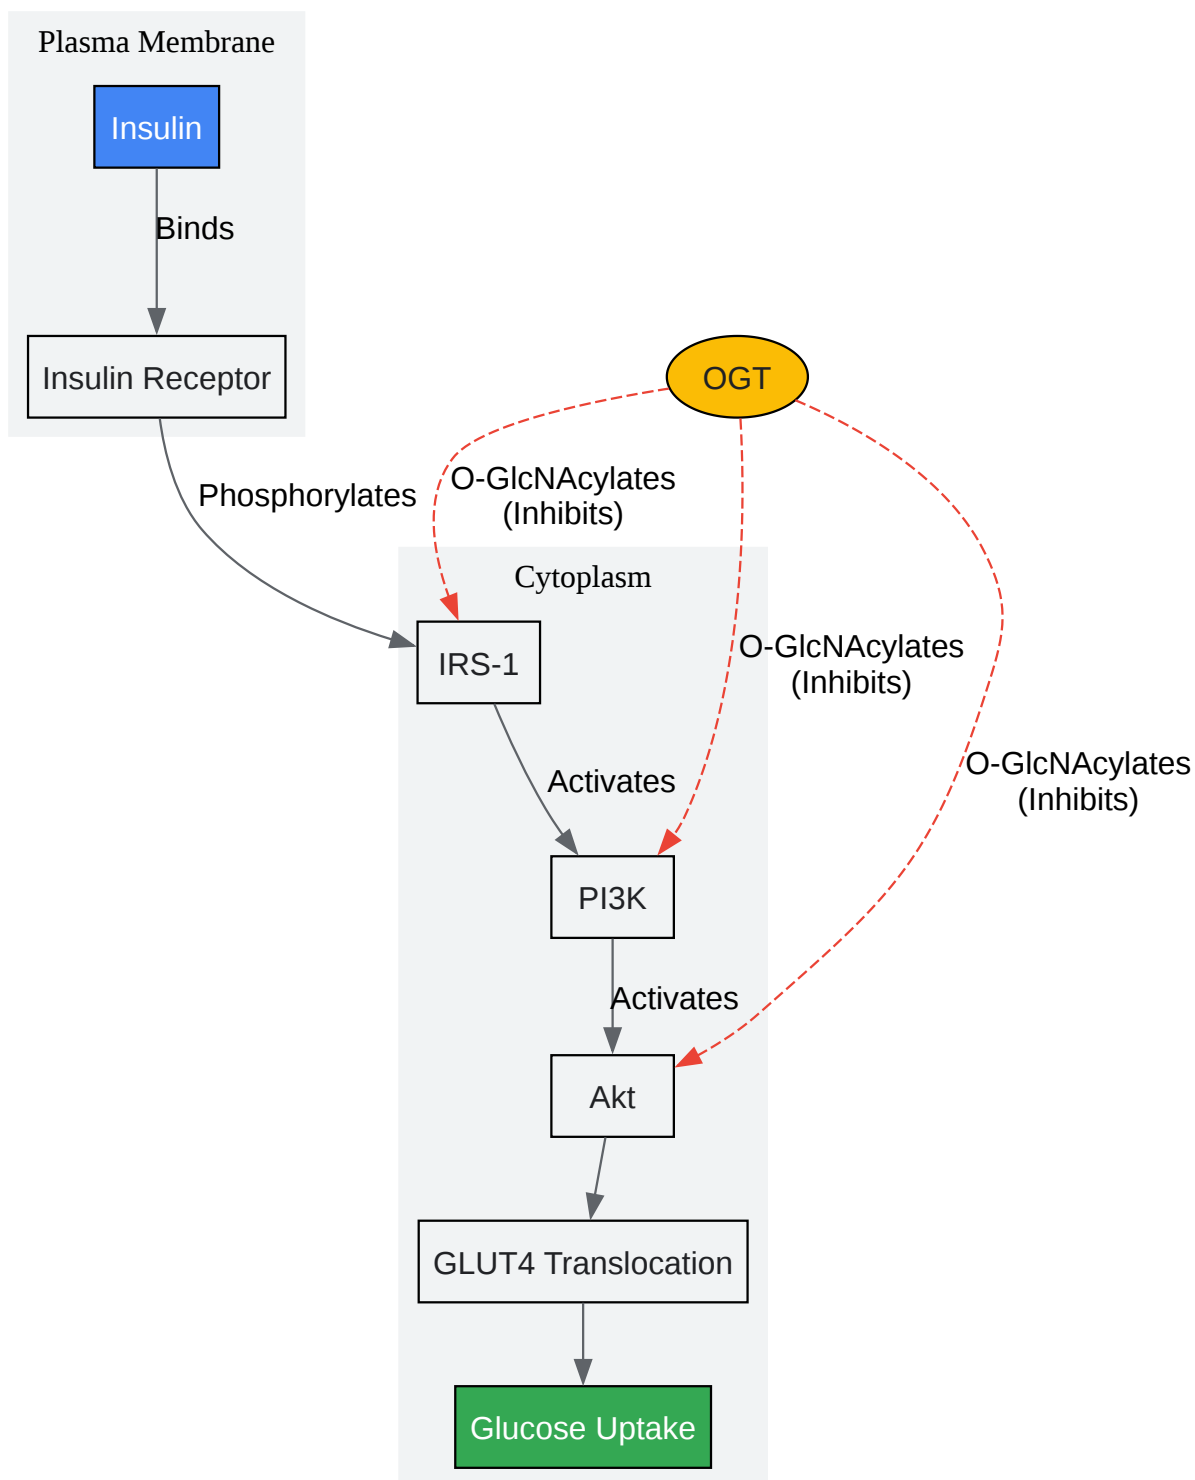 Plasma Membrane
Insulin
Binds
Insulin Receptor
OGT
Phosphorylates
O-GlcNAcylates
(Inhibits)
Cytoplasm
IRS-1
O-GlcNAcylates
(Inhibits)
Activates
O-GlcNAcylates
(Inhibits)
PI3K
Activates
Akt
GLUT4 Translocation
Glucose Uptake